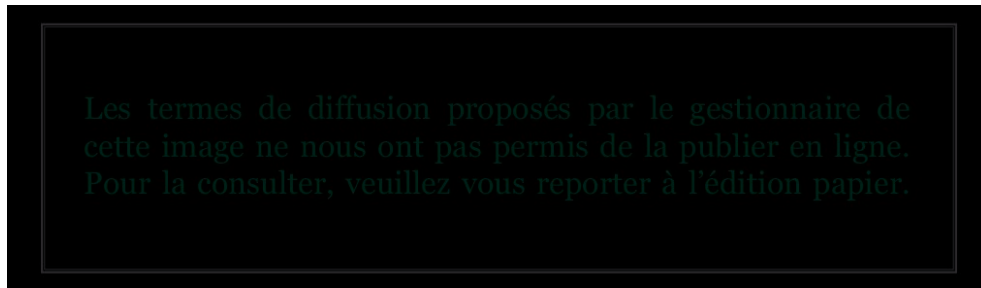 Les termes de diffusion proposés par le gestionnaire de
cette image ne nous ont pas permis de la publier en ligne.
Pour la consulter, veuillez vous reporter à l’édition papier.